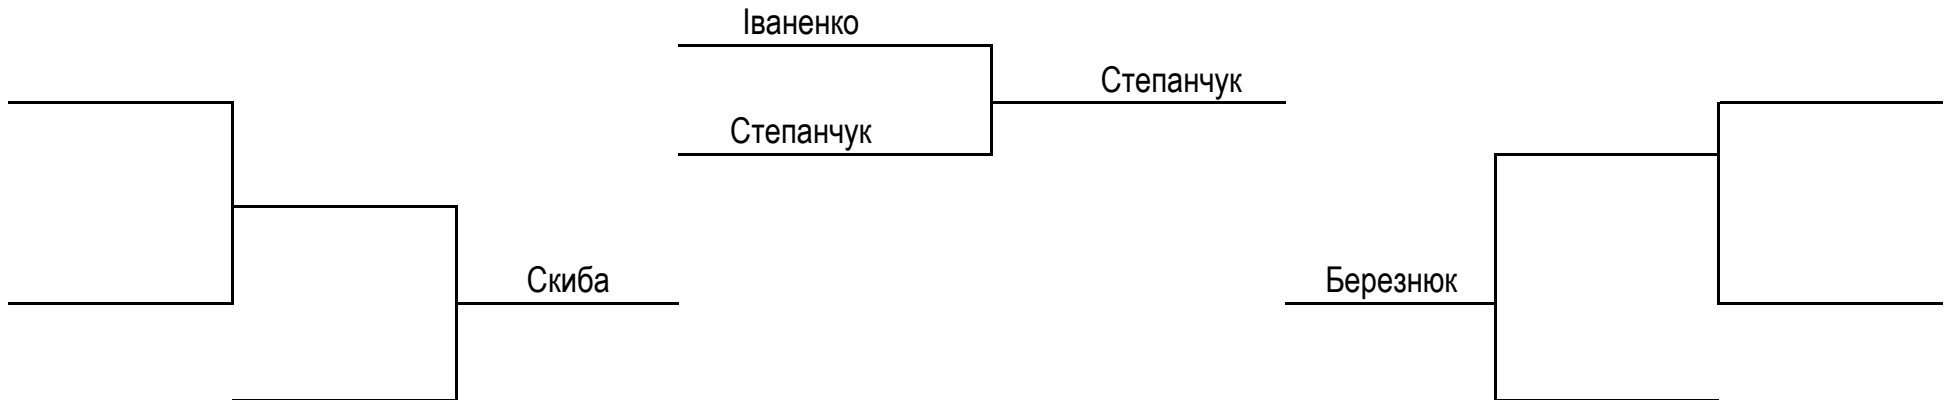 Іваненко
Степанчук
Степанчук
Скиба
Березнюк